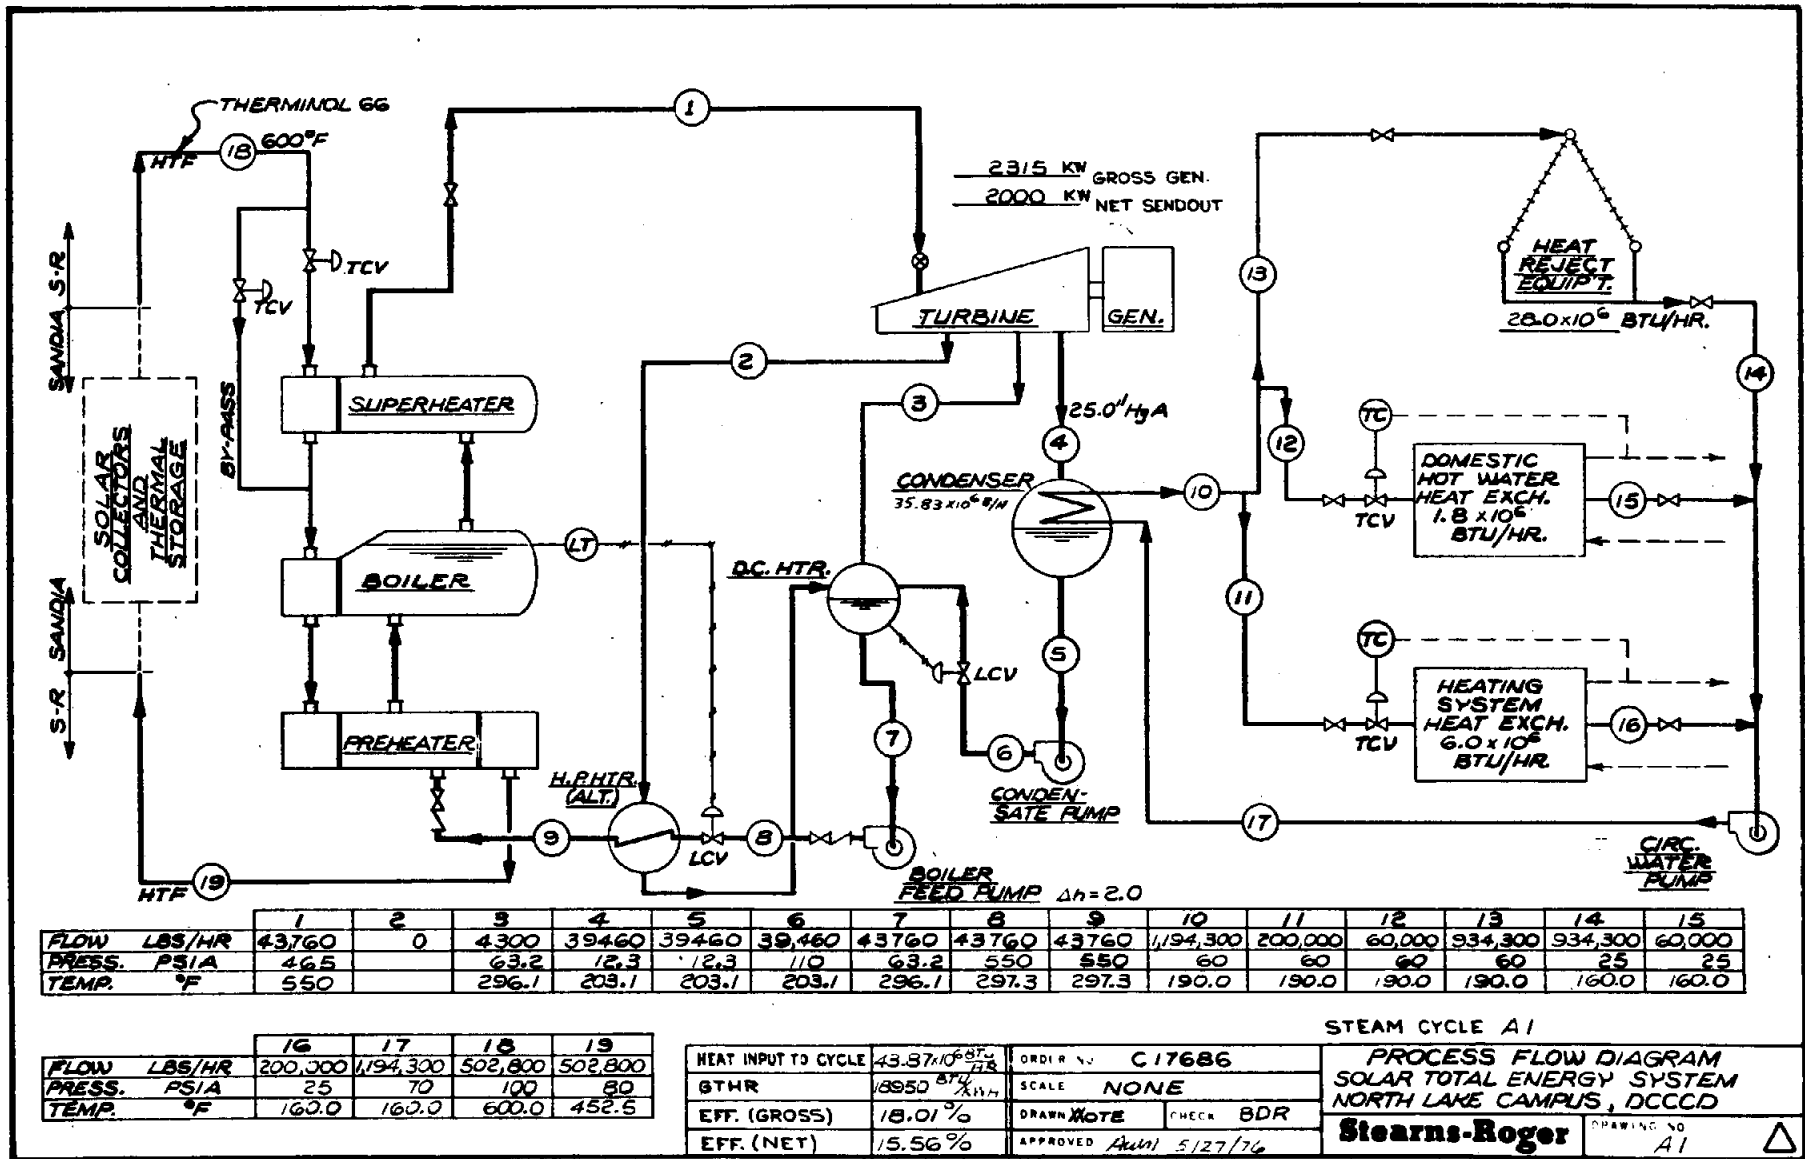 THERMINOL 66
HTF
18
600°F
1
2315 KW GROSS GEN.
2000 KW NET SENDOUT
TCV
TCV
S-R
SANDIA
BY-PASS
SOLAR COLLECTORS AND THERMAL STORAGE
SANDIA
S-R
SUPERHEATER
BOILER
PREHEATER
LT
2
3
TURBINE
GEN.
25.0" HgA
4
CONDENSER
35.83x10⁶ B/H
D.C. HTR.
5
LCV
6
7
CONDEN-
SATE PUMP
H.P. HTR.
(ALT.)
9
LCV
8
BOILER
FEED PUMP Δh=2.0
HTF
19
13
HEAT
REJECT
EQUIP'T.
28.0x10⁶ BTU/HR.
14
10
12
TC
TCV
DOMESTIC
HOT WATER
HEAT EXCH.
1.8x10⁶
BTU/HR.
15
11
TC
TCV
HEATING
SYSTEM
HEAT EXCH.
6.0x10⁶
BTU/HR.
16
17
CIRC.
WATER
PUMP
1 2 3 4 5 6 7 8 9 10 11 12 13 14 15
FLOW LBS/HR 43,760 0 4300 39460 39460 39,460 43760 43760 43760 1,194,300 200,000 60,000 934,300 934,300 60,000
PRESS. PSIA 465 63.2 12.3 12.3 110 63.2 550 550 60 60 60 60 25 25
TEMP. °F 550 296.1 203.1 203.1 203.1 296.1 297.3 297.3 190.0 190.0 190.0 190.0 160.0 160.0
16 17 18 19
FLOW LBS/HR 200,000 1,194,300 502,800 502,800
PRESS. PSIA 25 70 100 80
TEMP. °F 160.0 160.0 600.0 452.5
HEAT INPUT TO CYCLE 43.87x10⁶ BTU/HR
GTHR 18950 BTU/KWH
EFF. (GROSS) 18.01%
EFF. (NET) 15.56%
ORDER NO C17686
SCALE NONE
DRAWN CHECK BDR
APPROVED 5/27/76
STEAM CYCLE A1
PROCESS FLOW DIAGRAM
SOLAR TOTAL ENERGY SYSTEM
NORTH LAKE CAMPUS, DCCCD
Stearns-Roger
DRAWING NO
A1